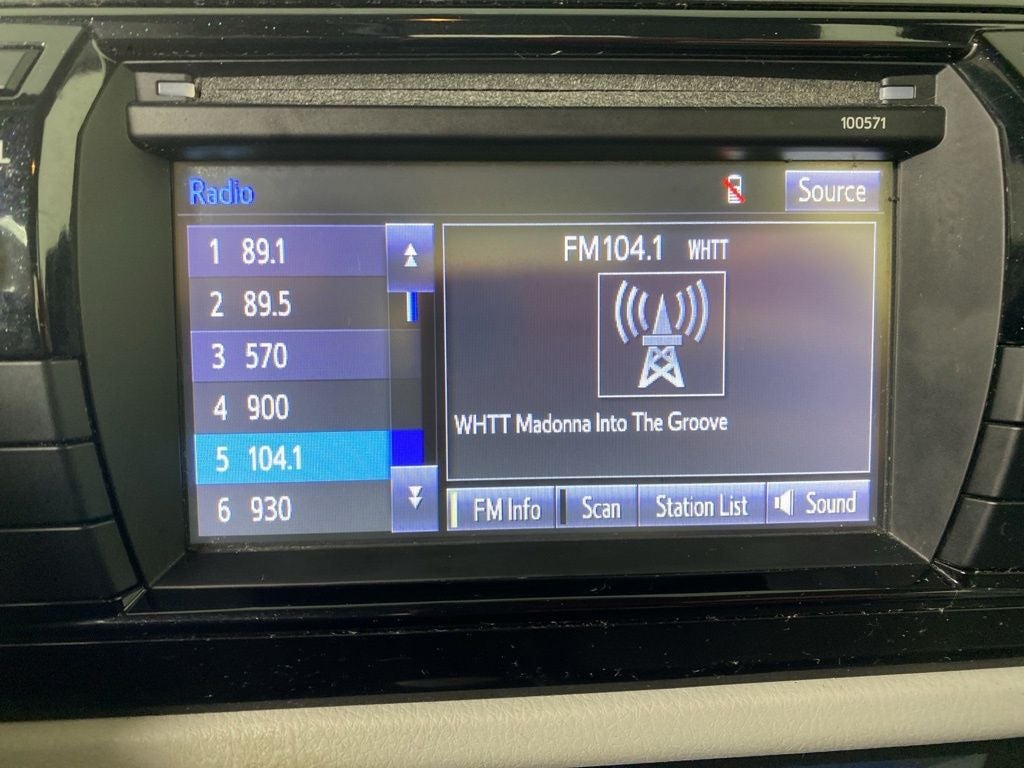 100571
Radio
Source
1 89.1
2 89.5
3 570
4 900
5 104.1
6 930
FM104.1 WHTT
WHTT Madonna Into The Groove
FM Info
Scan
Station List
Sound